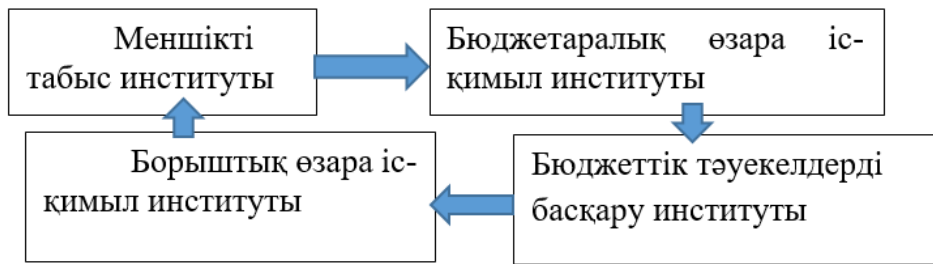 Меншікті
табыс институты
Бюджетаралық өзара іс-
қимыл институты
Борыштық өзара іс-
қимыл институты
Бюджеттік тәуекелдерді
басқару институты